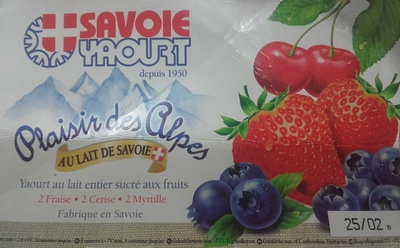 SAVOIE
YAOURT
depuis 1950
Plaisir des Alpes
AU LAIT DE SAVOIE
Yaourt au lait entier sucré aux fruits
2 Fraise • 2 Cerise • 2 Myrtille
Fabriqué en Savoie
25/02 B